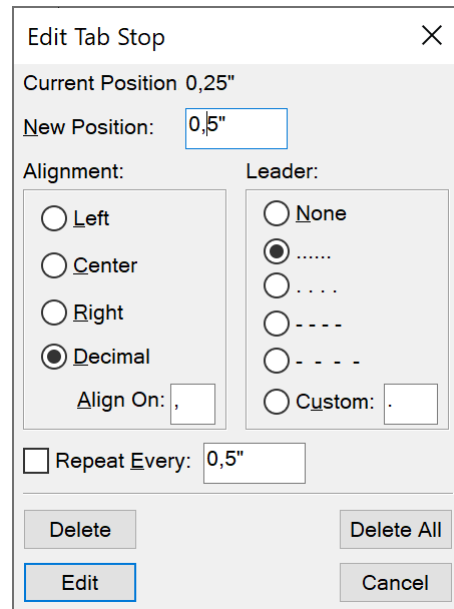 Edit Tab Stop
Current Position 0,25"
New Position: 0,5"
Alignment:
Left
Center
Right
Decimal
Align On: ,
Leader:
None
......
. . . .
- - - -
-  -  -  -
Custom: .
Repeat Every: 0,5"
Delete
Delete All
Edit
Cancel